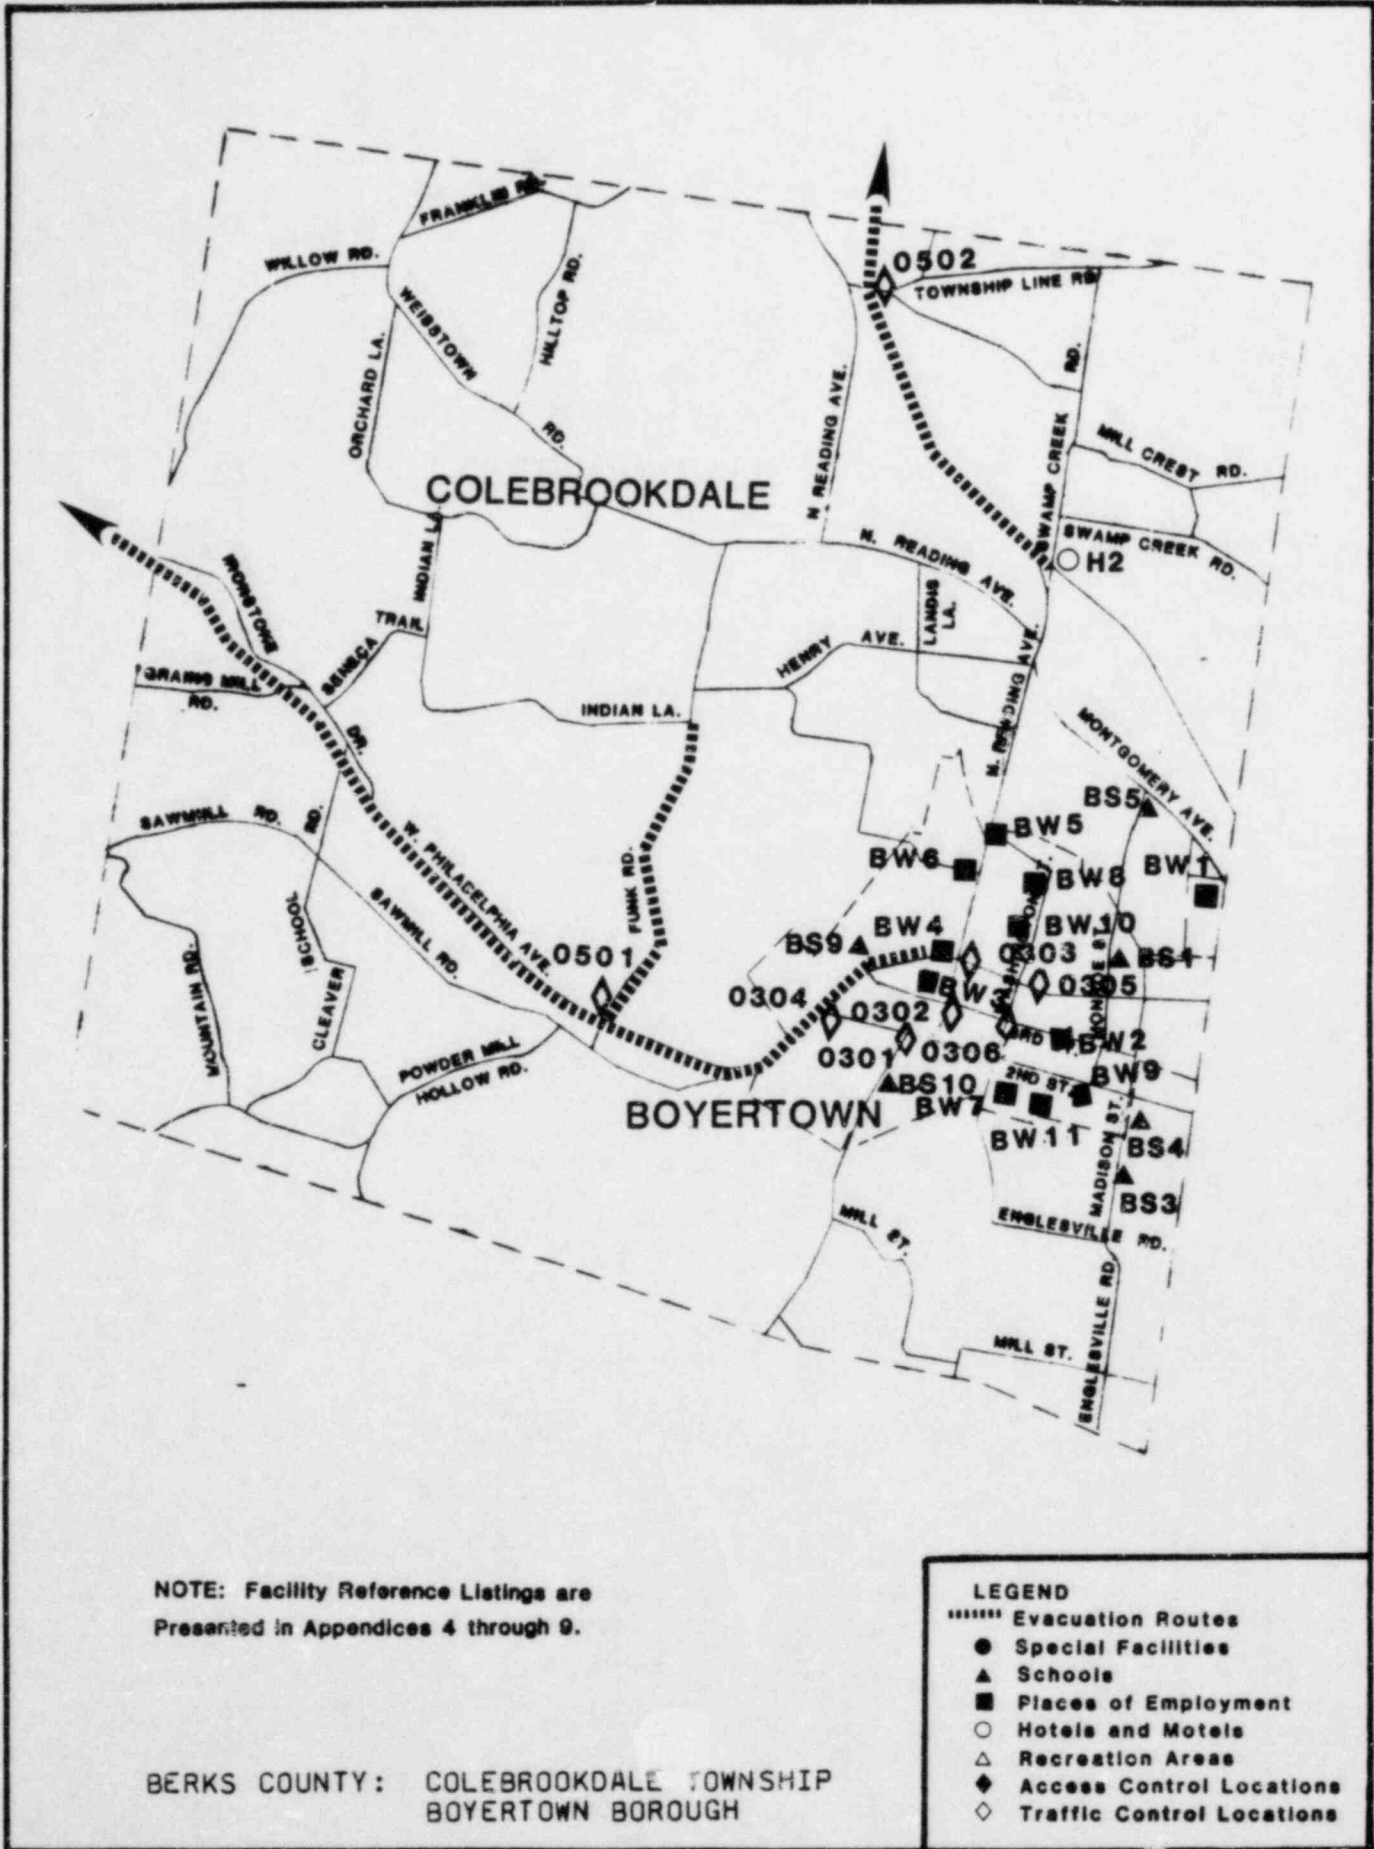 FRANKLIN RD.
WILLOW RD.
0502
TOWNSHIP LINE RD
WEISSTOWN
RD.
HILLTOP RD.
ORCHARD LA.
N READING AVE.
SWAMP CREEK
RD.
MILL CREST RD.
COLEBROOKDALE
SWAMP CREEK RD.
H2
N. READING AVE.
INDIAN LA
LANDIS
LA.
IRONSTONE
DR.
SENECA
TRAIL
HENRY AVE.
GRAINS MILL
RD.
INDIAN LA.
N. READING AVE.
MONTGOMERY AVE.
BS5
BW5
BW1
BW6
BW8
SAWMILL RD.
RD.
W. PHILADELPHIA AVE.
FUNK RD.
BW4
BW10
BS9
0303
BS1
SAWMILL RD.
SCHOOL
CLEAVER
MOUNTAIN RD.
0501
BW3
0305
MONROE ST.
0304
0302
0301
0306
3RD ST.
BW2
POWDER MILL
HOLLOW RD.
2ND ST.
BW9
BS10
BW7
BOYERTOWN
BW11
MADISON ST.
BS4
BS3
MILL ST.
ENGLESVILLE RD.
ENGLESVILLE RD.
MILL ST.
NOTE: Facility Reference Listings are
Presented in Appendices 4 through 9.
LEGEND
Evacuation Routes
Special Facilities
Schools
Places of Employment
Hotels and Motels
Recreation Areas
Access Control Locations
Traffic Control Locations
BERKS COUNTY: COLEBROOKDALE TOWNSHIP
BOYERTOWN BOROUGH